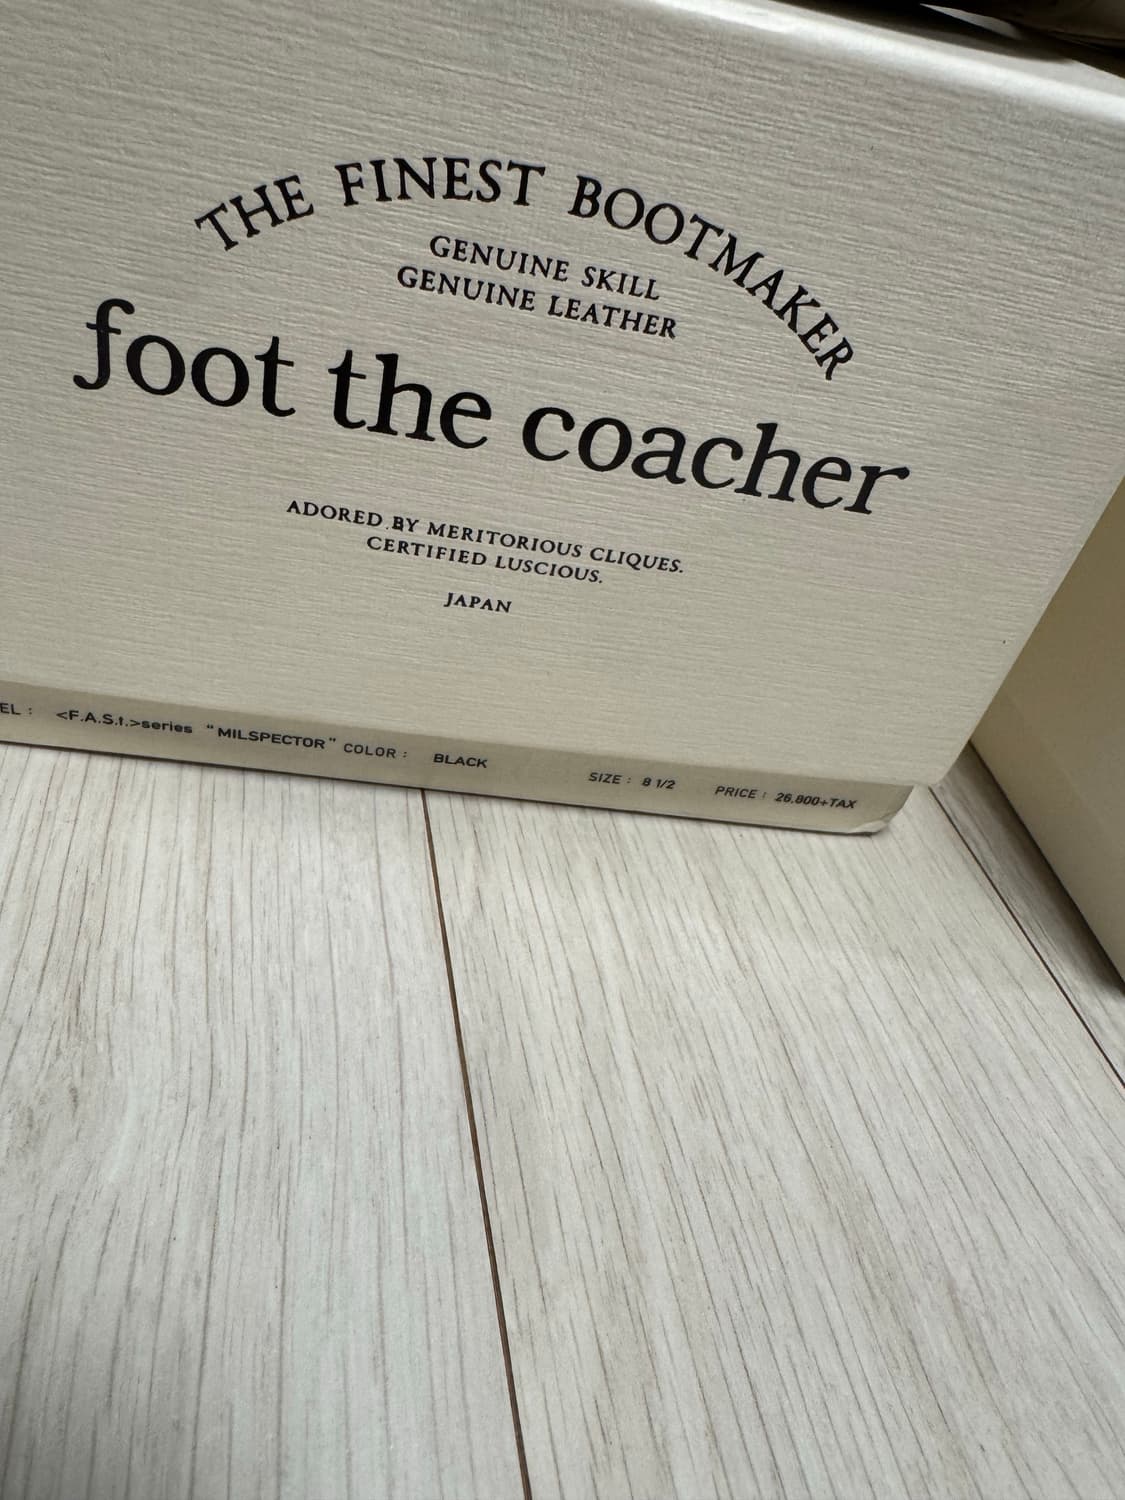 THE FINEST BOOTMAKER
GENUINE SKILL
GENUINE LEATHER
foot the coacher
ADORED BY MERITORIOUS CLIQUES.
CERTIFIED LUSCIOUS.
JAPAN
EL : <F.A.S.t.>series “MILSPECTOR” COLOR : BLACK SIZE : 8 1/2 PRICE : 26.800+TAX